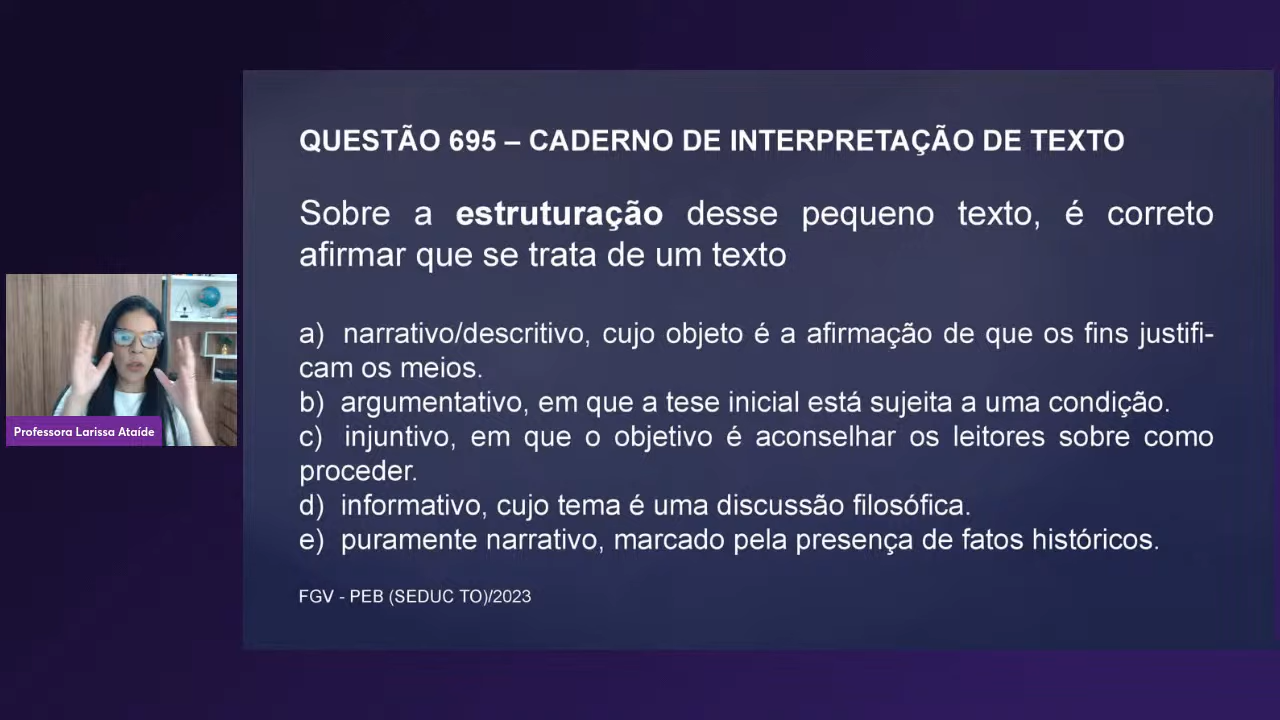 QUESTÃO 695 – CADERNO DE INTERPRETAÇÃO DE TEXTO
Sobre a estruturação desse pequeno texto, é correto
afirmar que se trata de um texto
a) narrativo/descritivo, cujo objeto é a afirmação de que os fins justifi-
cam os meios.
b) argumentativo, em que a tese inicial está sujeita a uma condição.
c) injuntivo, em que o objetivo é aconselhar os leitores sobre como
proceder.
d) informativo, cujo tema é uma discussão filosófica.
e) puramente narrativo, marcado pela presença de fatos históricos.
FGV - PEB (SEDUC TO)/2023
Professora Larissa Ataíde